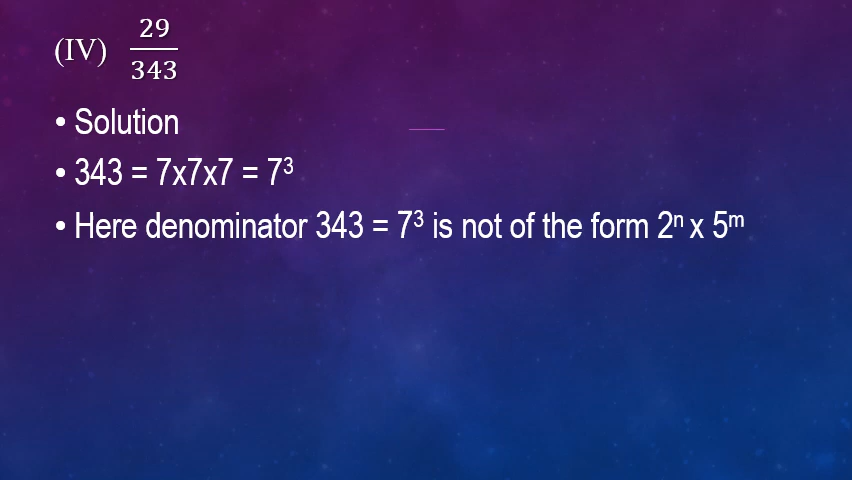 (IV) 29/343
• Solution
• 343 = 7x7x7 = 7³
• Here denominator 343 = 7³ is not of the form 2ⁿ x 5ᵐ